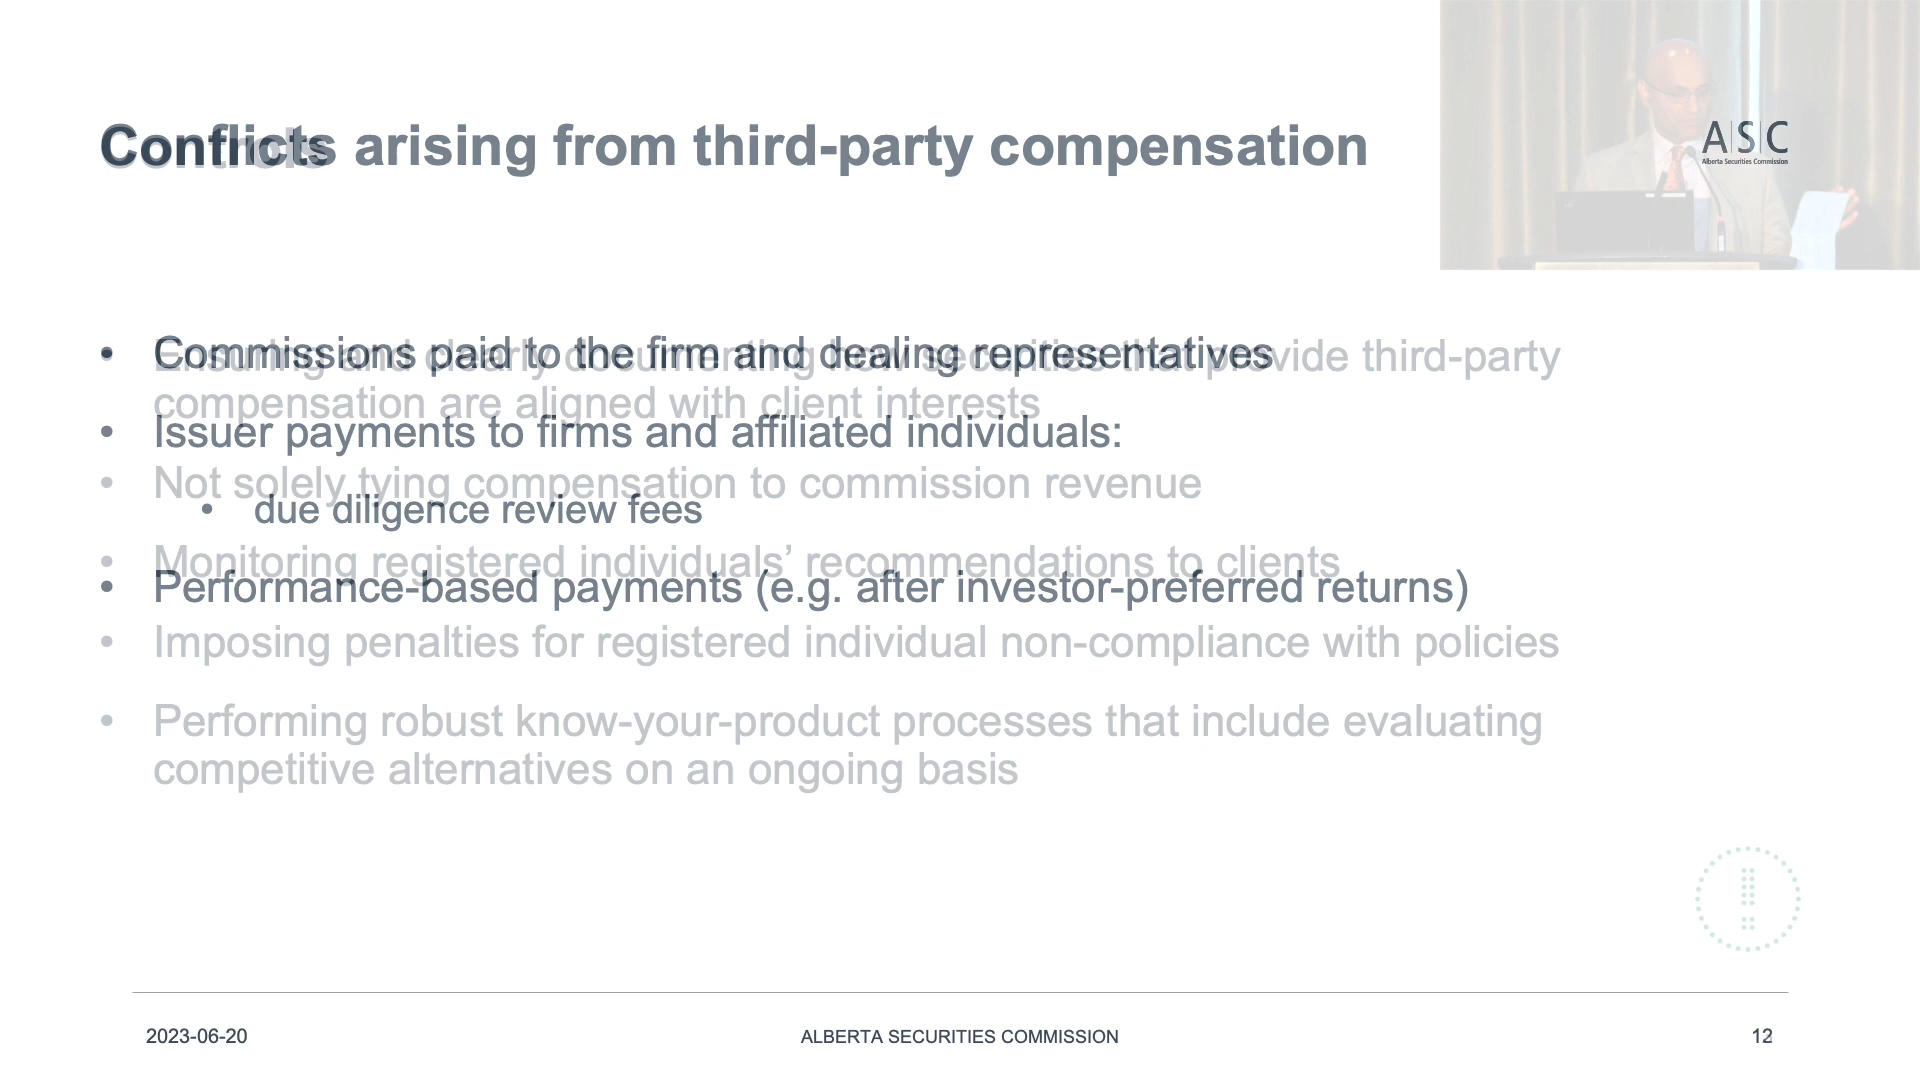 Conflicts arising from third-party compensation
A|S|C
Alberta Securities Commission
• Commissions paid to the firm and dealing representatives
• Issuer payments to firms and affiliated individuals:
• due diligence review fees
• Performance-based payments (e.g. after investor-preferred returns)
Controls
• Ensuring and clearly documenting how securities that provide third-party
compensation are aligned with client interests
• Not solely tying compensation to commission revenue
• Monitoring registered individuals’ recommendations to clients
• Imposing penalties for registered individual non-compliance with policies
• Performing robust know-your-product processes that include evaluating
competitive alternatives on an ongoing basis
2023-06-20
ALBERTA SECURITIES COMMISSION
12